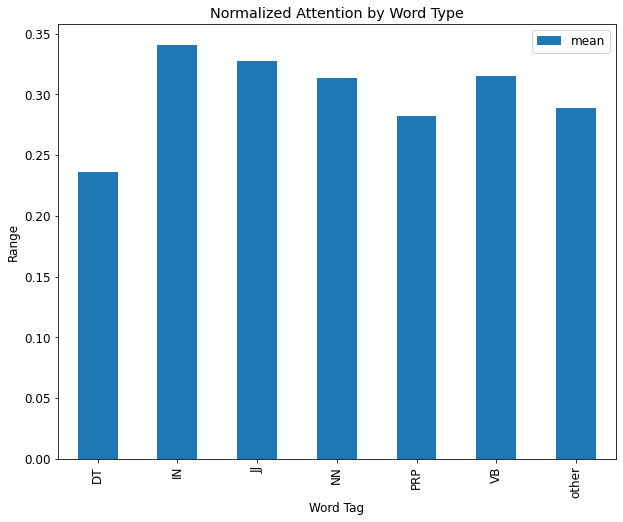 Normalized Attention by Word Type
mean
0.35
0.30
0.25
0.20
0.15
0.10
0.05
0.00
Range
DT
IN
JJ
NN
PRP
VB
other
Word Tag